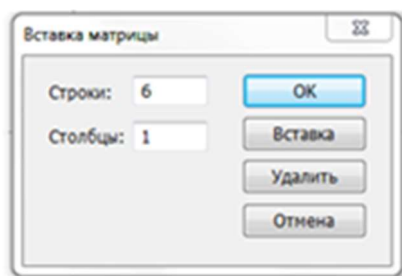 Вставка матрицы
Строки: 6 OK
Столбцы: 1 Вставка
Удалить
Отмена